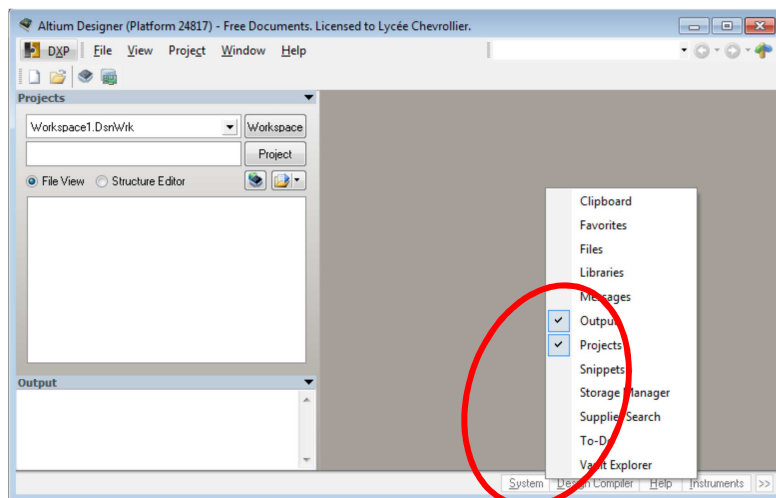 Altium Designer (Platform 24817) - Free Documents. Licensed to Lycée Chevrollier.
DXP File View Project Window Help
Projects
Workspace1.DsnWrk Workspace
Project
File View Structure Editor
Clipboard
Favorites
Files
Libraries
Messages
Output
Projects
Snippets
Storage Manager
Supplier Search
To-Do
Vault Explorer
Output
System Design Compiler Help Instruments >>